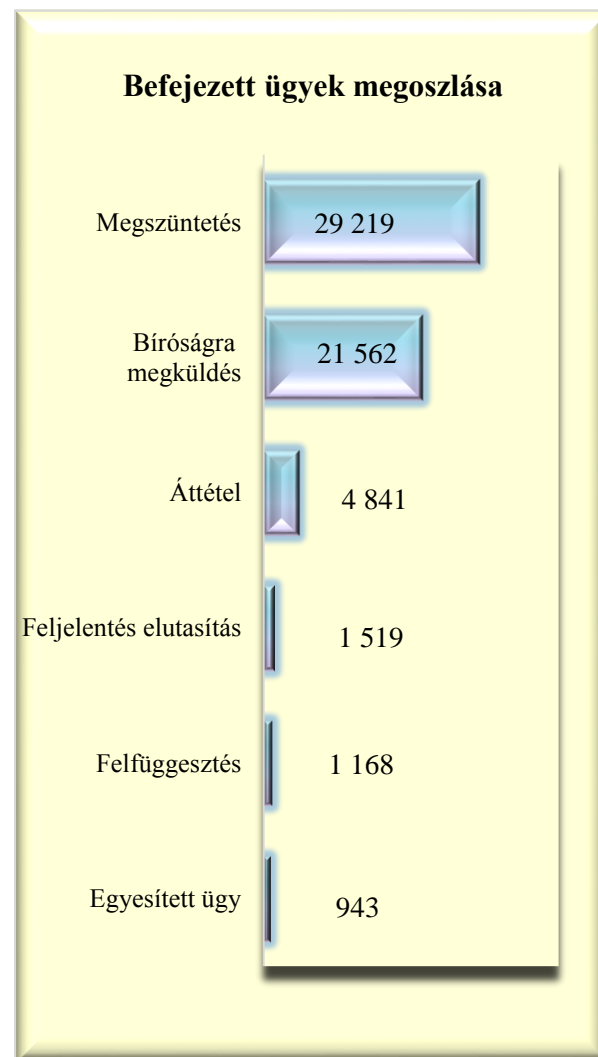 Befejezett ügyek megoszlása
Megszüntetés
29 219
Bíróságra
megküldés
21 562
Áttétel
4 841
Feljelentés elutasítás
1 519
Felfüggesztés
1 168
Egyesített ügy
943